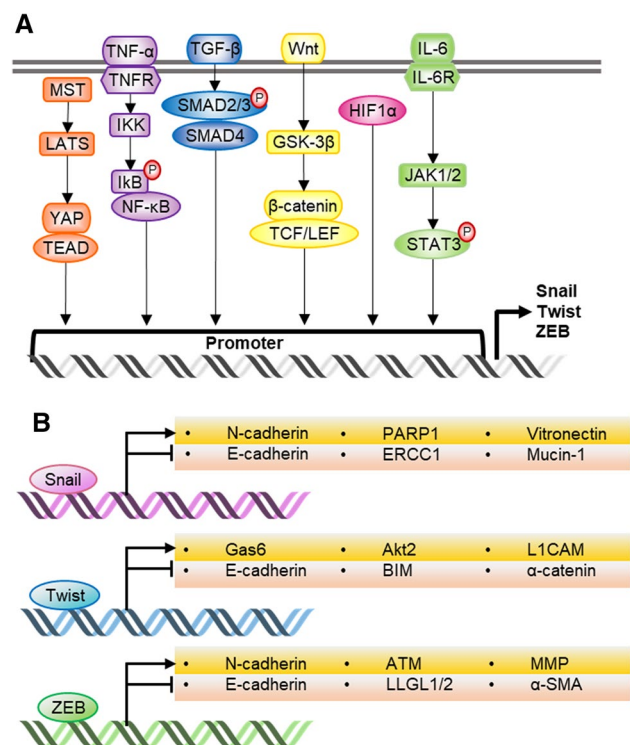 A
TNF-α
TGF-β
Wnt
IL-6
MST
TNFR
IL-6R
SMAD2/3
P
HIF1α
LATS
IKK
SMAD4
GSK-3β
IkB
P
JAK1/2
YAP
NF-κB
β-catenin
TEAD
TCF/LEF
STAT3
P
Promoter
Snail
Twist
ZEB
B
Snail
• N-cadherin • PARP1 • Vitronectin
• E-cadherin • ERCC1 • Mucin-1
Twist
• Gas6 • Akt2 • L1CAM
• E-cadherin • BIM • α-catenin
ZEB
• N-cadherin • ATM • MMP
• E-cadherin • LLGL1/2 • α-SMA